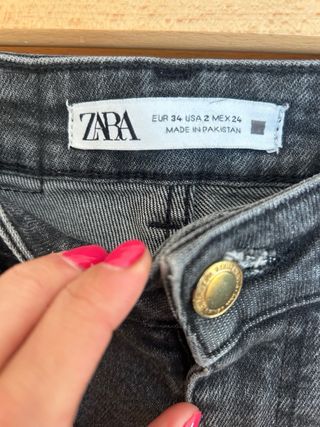 ZARA
EUR 34 USA 2 MEX 24
MADE IN PAKISTAN